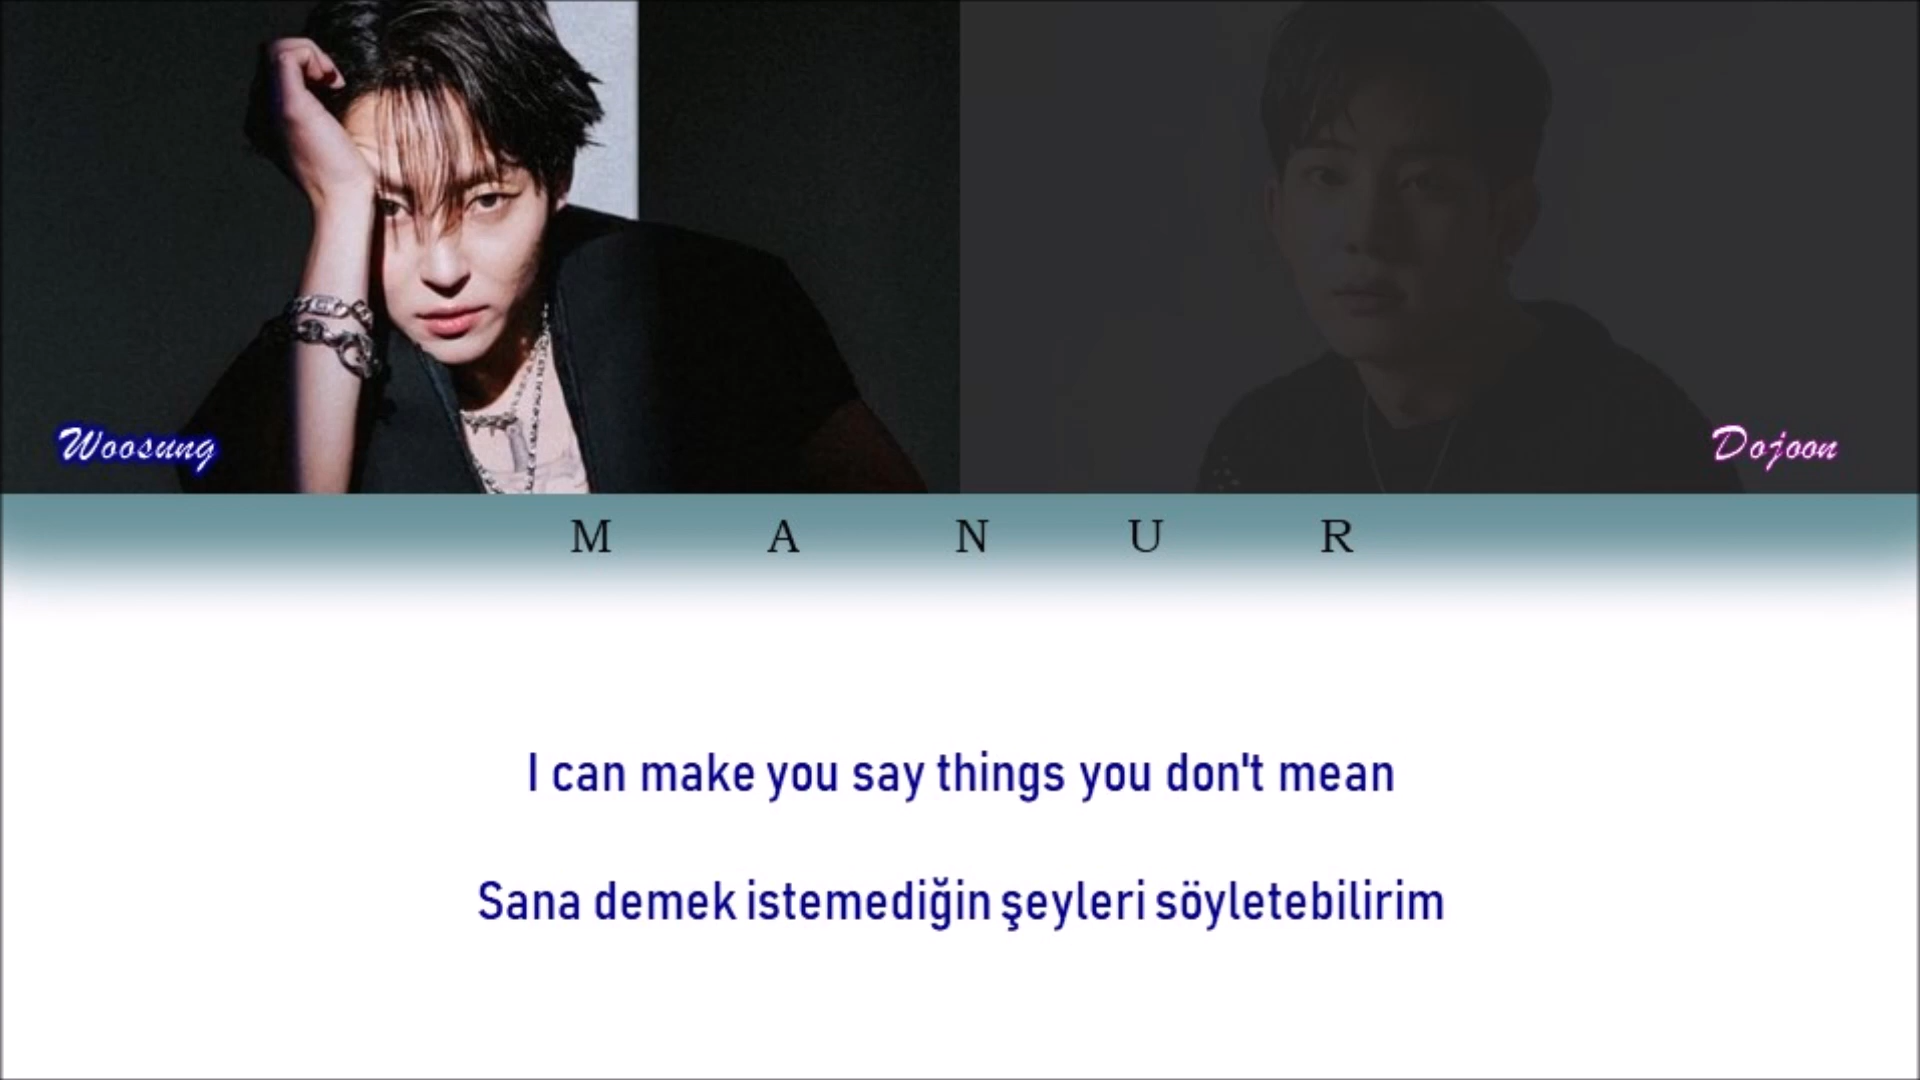 Woosung
Dojoon
M A N U R
I can make you say things you don't mean
Sana demek istemediğin şeyleri söyletebilirim